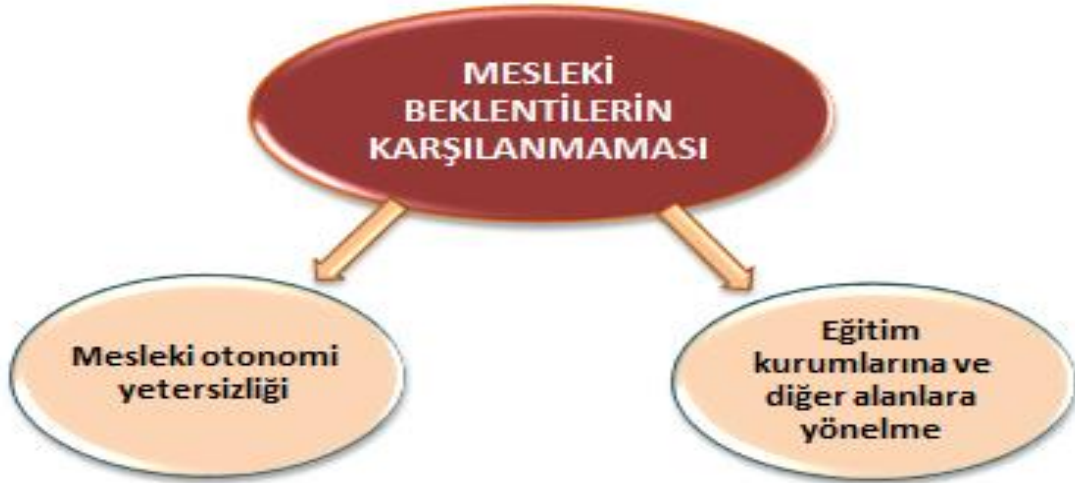 MESLEKİ
BEKLENTİLERİN
KARŞILANMAMASI
Mesleki otonomi
yetersizliği
Eğitim
kurumlarına ve
diğer alanlara
yönelme